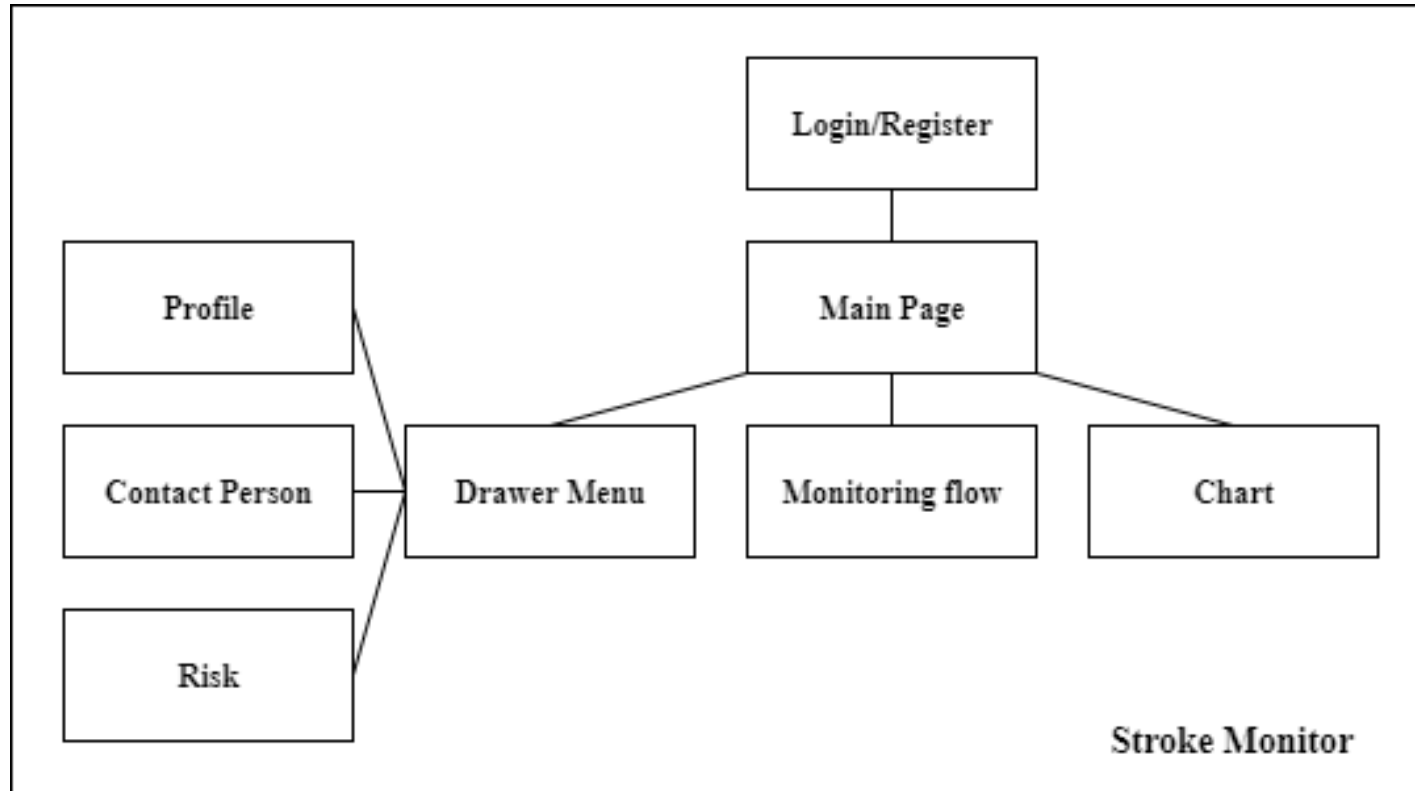 Login/Register
Profile
Main Page
Contact Person
Drawer Menu
Monitoring flow
Chart
Risk
Stroke Monitor